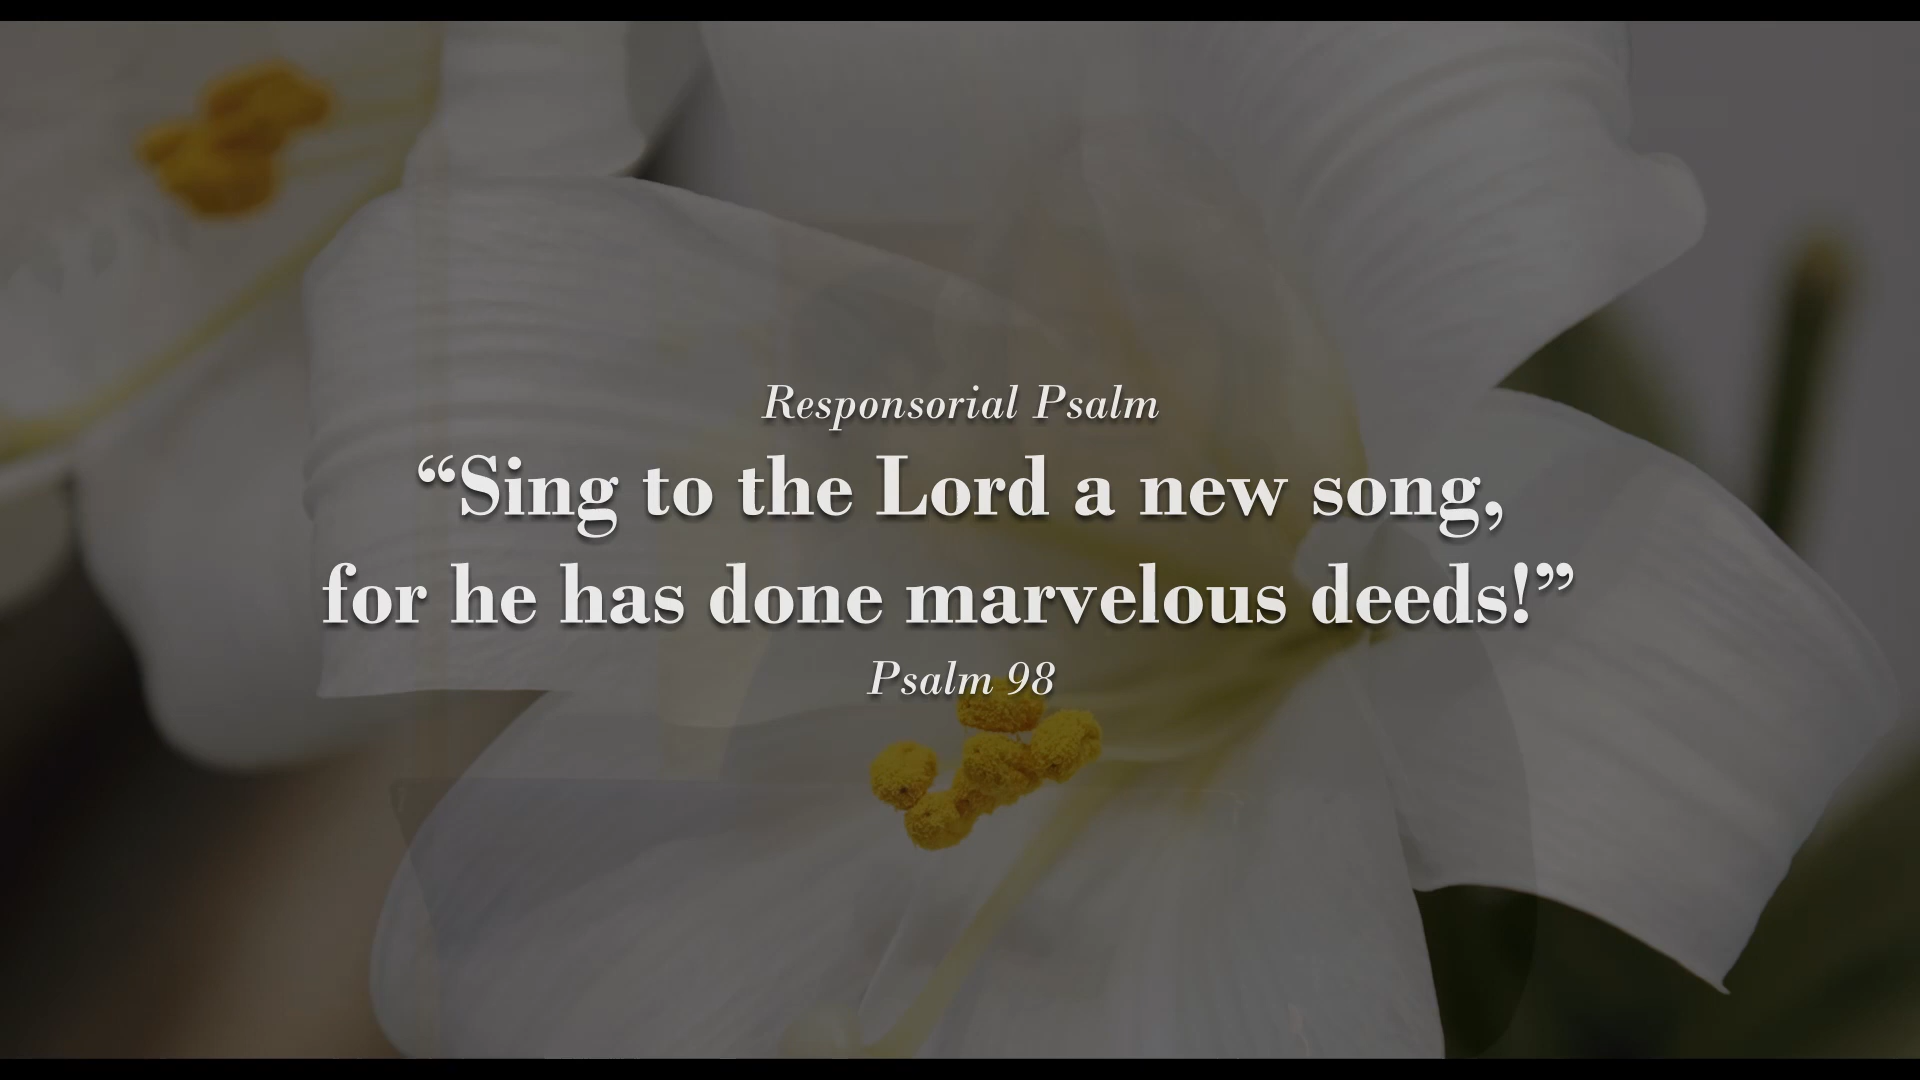 Responsorial Psalm
“Sing to the Lord a new song,
for he has done marvelous deeds!”
Psalm 98